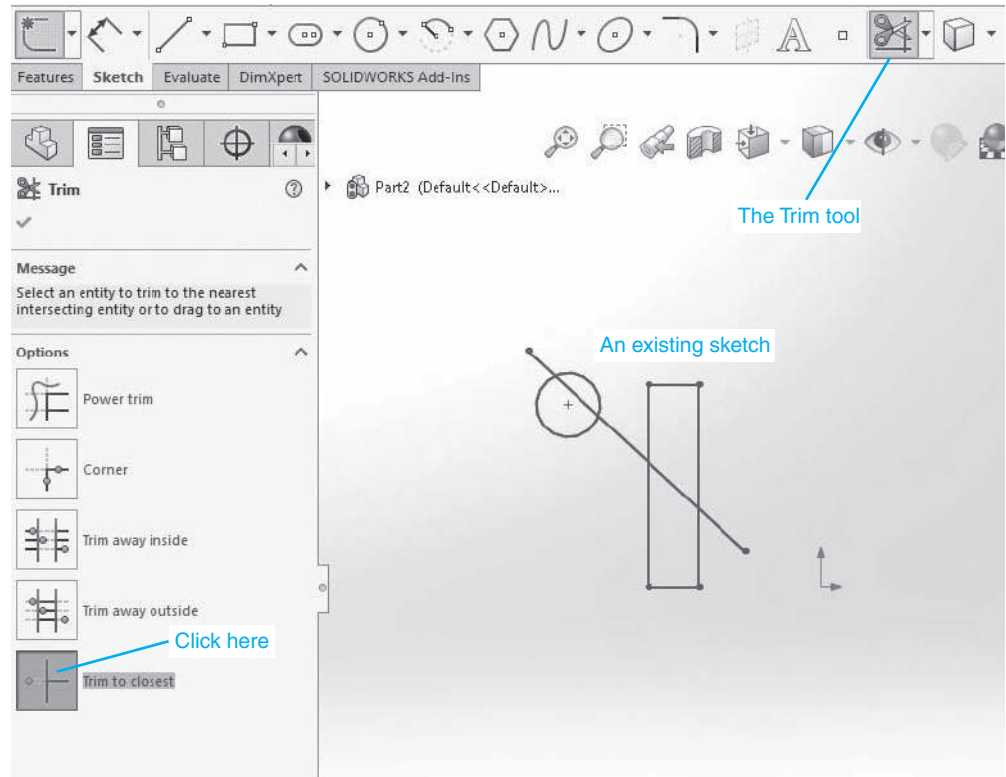 Features Sketch Evaluate DimXpert SOLIDWORKS Add-Ins
Trim
Part2 (Default<<Default>...
The Trim tool
Message
Select an entity to trim to the nearest
intersecting entity or to drag to an entity
Options
An existing sketch
Power trim
Corner
Trim away inside
Trim away outside
Click here
Trim to closest